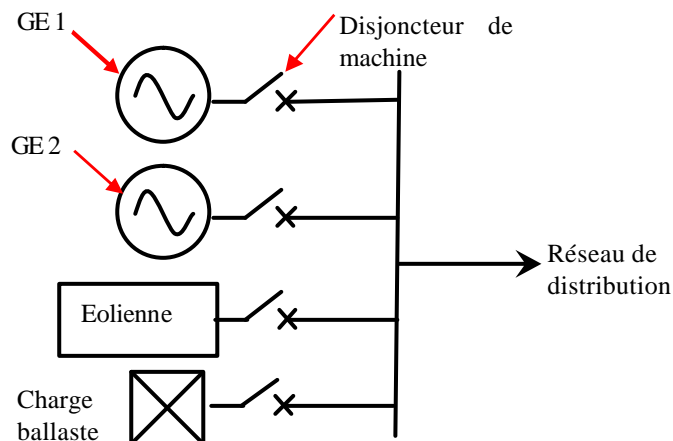 GE 1
Disjoncteur de
machine
GE 2
Réseau de
distribution
Eolienne
Charge
ballaste